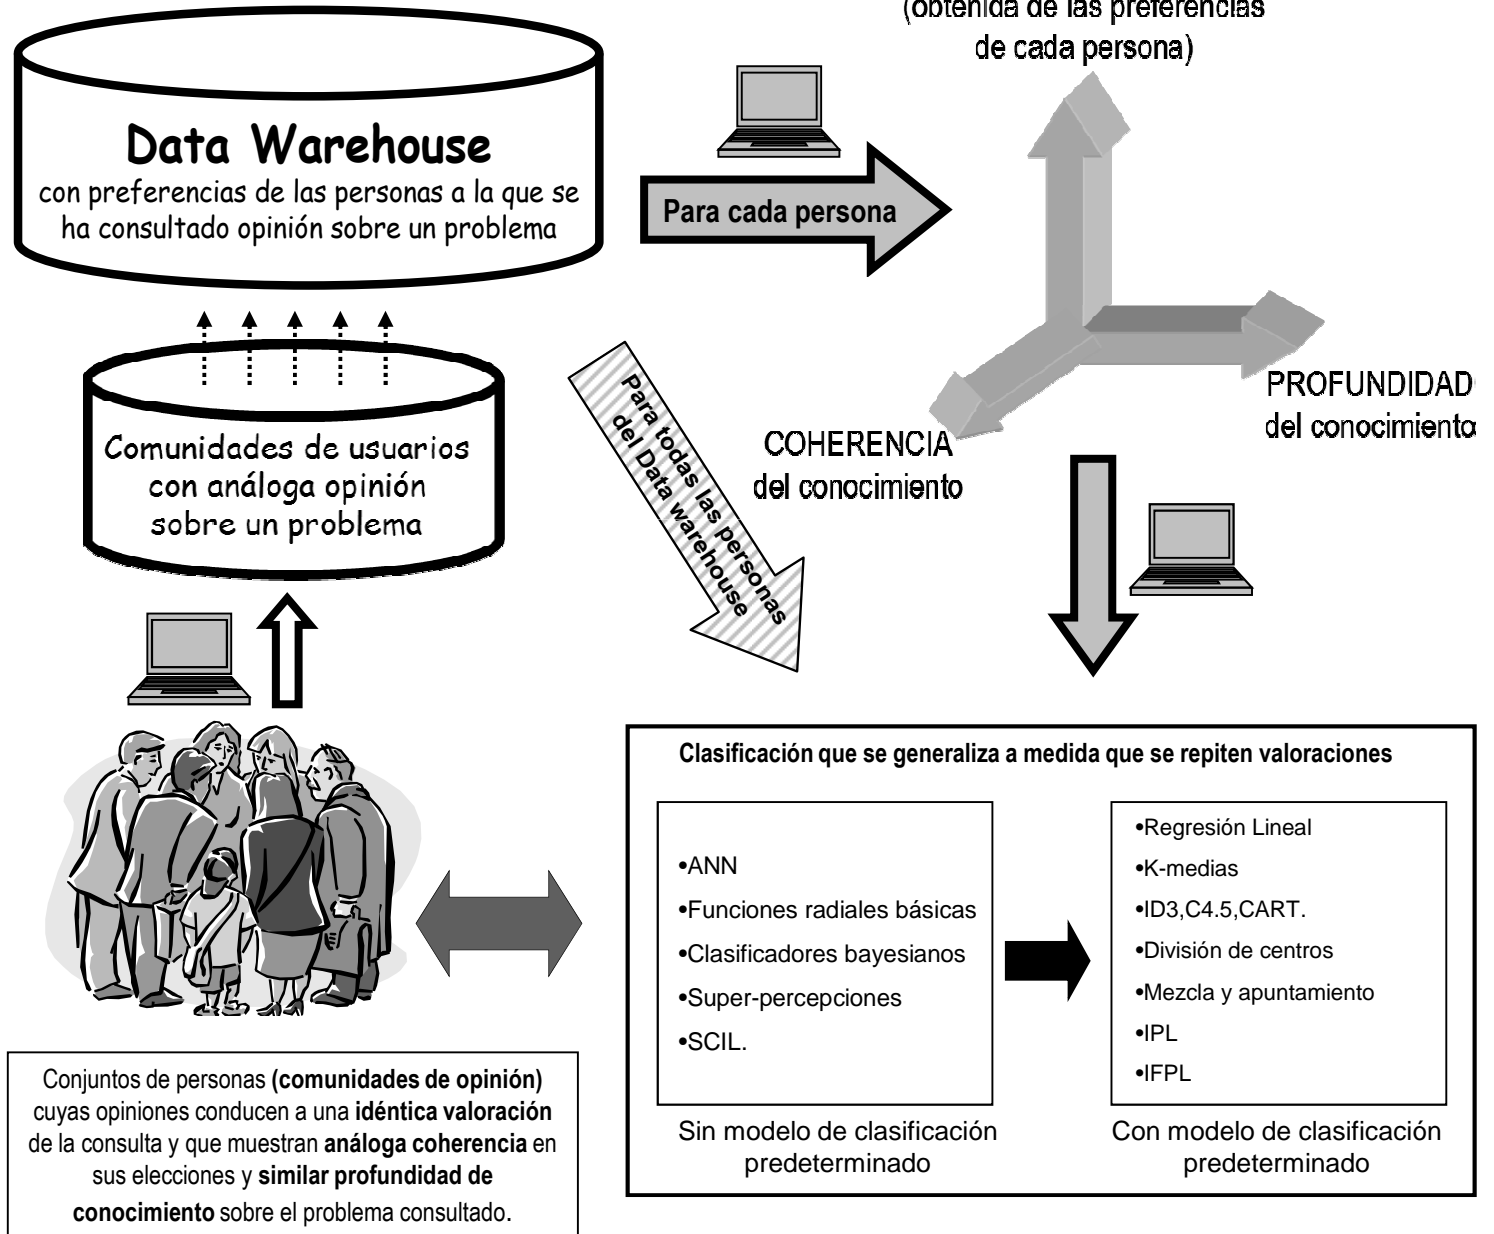 (obtenida de las preferencias
de cada persona)
Data Warehouse
con preferencias de las personas a la que se
ha consultado opinión sobre un problema
Para cada persona
PROFUNDIDAD
del conocimiento
COHERENCIA
del conocimiento
Para todas las personas
del Data warehouse
Comunidades de usuarios
con análoga opinión
sobre un problema
Clasificación que se generaliza a medida que se repiten valoraciones
•ANN
•Funciones radiales básicas
•Clasificadores bayesianos
•Super-percepciones
•SCIL.
Sin modelo de clasificación
predeterminado
•Regresión Lineal
•K-medias
•ID3,C4.5,CART.
•División de centros
•Mezcla y apuntamiento
•IPL
•IFPL
Con modelo de clasificación
predeterminado
Conjuntos de personas (comunidades de opinión)
cuyas opiniones conducen a una idéntica valoración
de la consulta y que muestran análoga coherencia en
sus elecciones y similar profundidad de
conocimiento sobre el problema consultado.